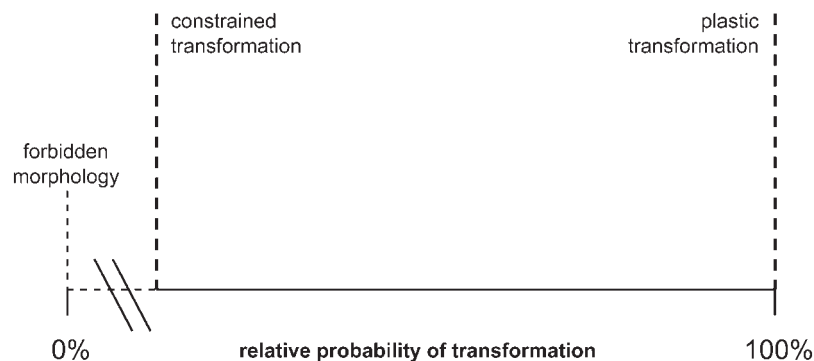 constrained
transformation
plastic
transformation
forbidden
morphology
0%
relative probability of transformation
100%